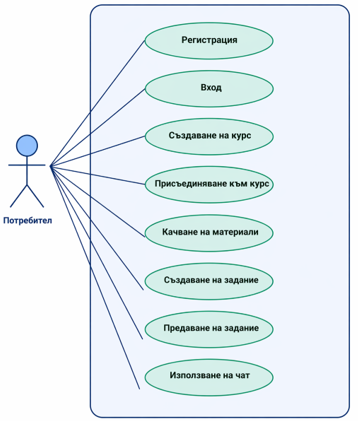 Регистрация
Вход
Създаване на курс
Присъединяване към курс
Качване на материали
Създаване на задание
Предаване на задание
Използване на чат
Потребител